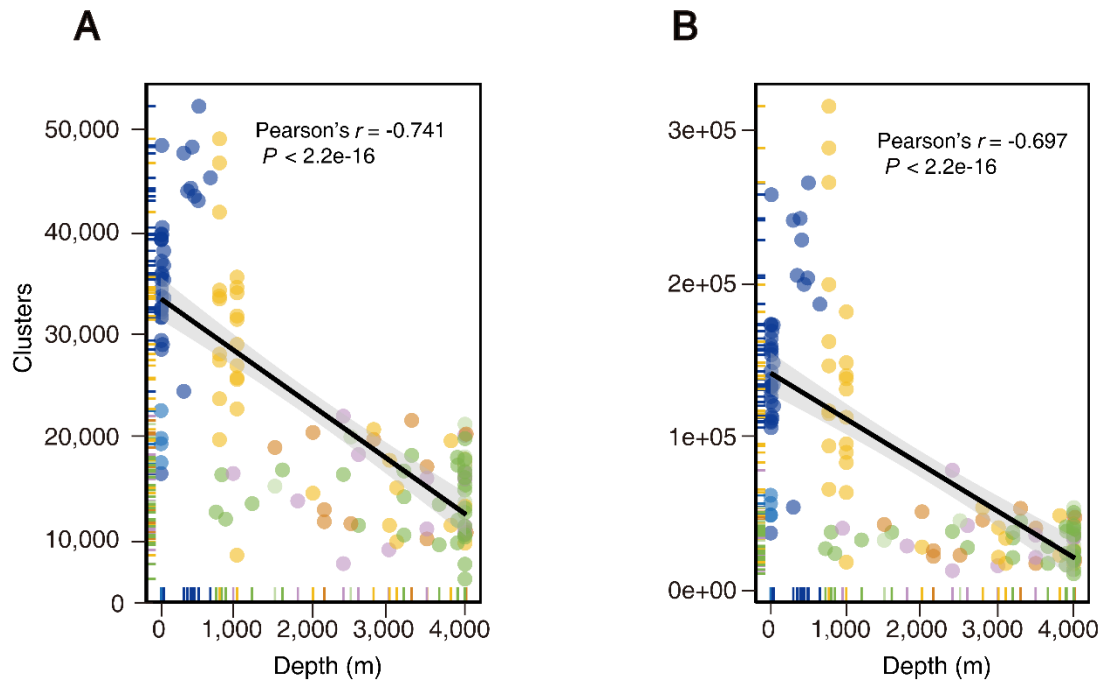 A
Pearson's r = -0.741
P < 2.2e-16
Clusters
50,000
40,000
30,000
20,000
10,000
0
0 1,000 2,000 3,000 4,000
Depth (m)
B
Pearson's r = -0.697
P < 2.2e-16
3e+05
2e+05
1e+05
0e+00
0 1,000 2,000 3,000 4,000
Depth (m)